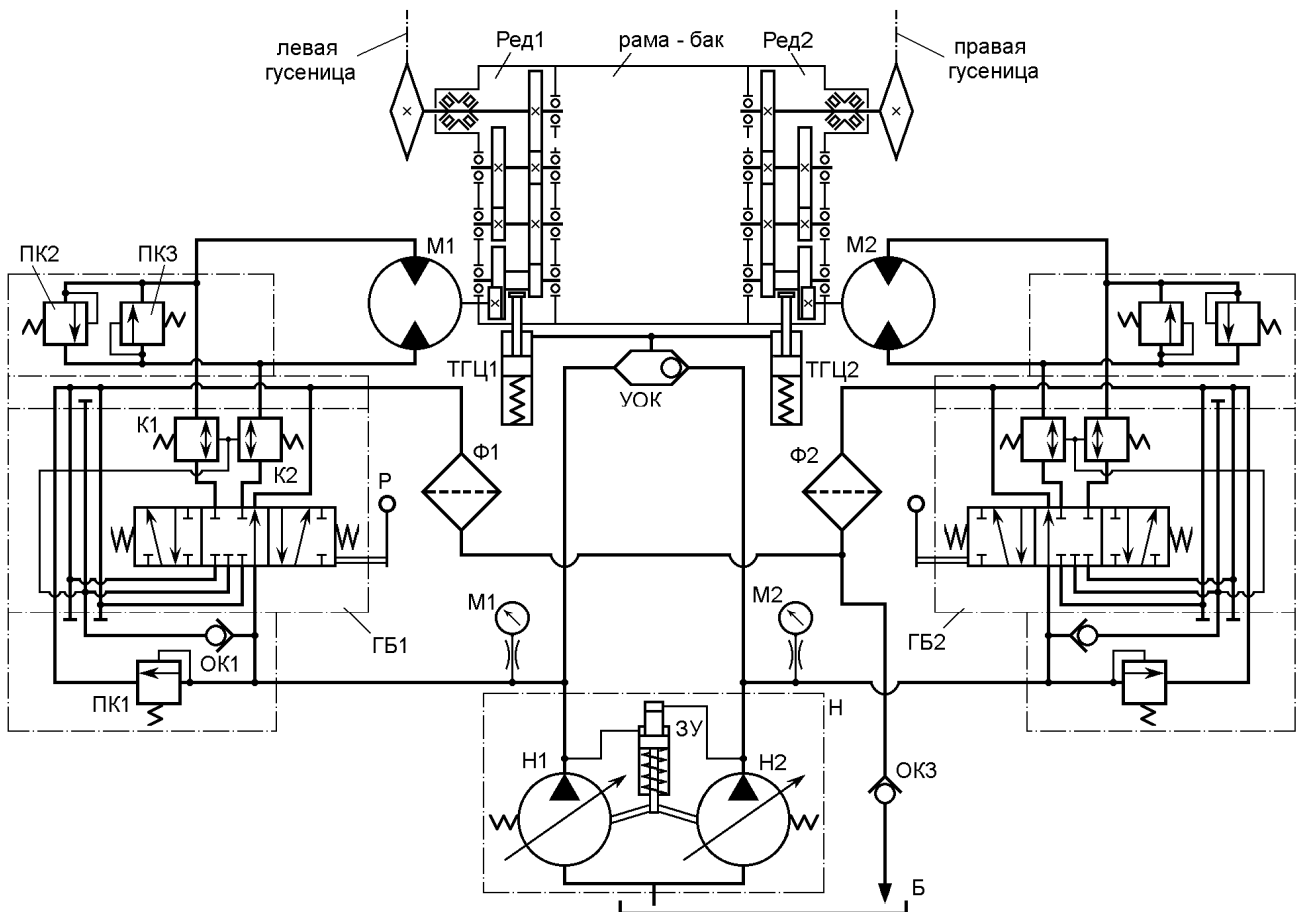 левая
гусеница
Ред1
рама - бак
Ред2
правая
гусеница
ПК2
ПК3
М1
М2
ТГЦ1
УОК
ТГЦ2
К1
К2
Р
Ф1
Ф2
М1
М2
ГБ1
ГБ2
ОК1
ПК1
Н
ЗУ
Н1
Н2
ОК3
Б